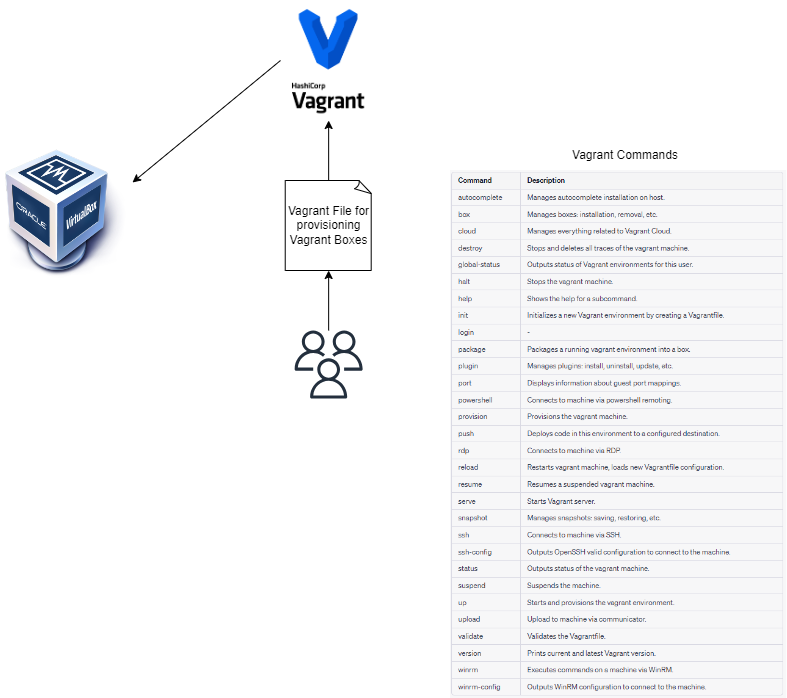 HashiCorp
Vagrant
ORACLE
VirtualBox
Vagrant File for
provisioning
Vagrant Boxes
Vagrant Commands
Command Description
autocomplete Manages autocomplete installation on host.
box Manages boxes: installation, removal, etc.
cloud Manages everything related to Vagrant Cloud.
destroy Stops and deletes all traces of the vagrant machine.
global-status Outputs status of Vagrant environments for this user.
halt Stops the vagrant machine.
help Shows the help for a subcommand.
init Initializes a new Vagrant environment by creating a Vagrantfile.
login -
package Packages a running vagrant environment into a box.
plugin Manages plugins: install, uninstall, update, etc.
port Displays information about guest port mappings.
powershell Connects to machine via powershell remoting.
provision Provisions the vagrant machine.
push Deploys code in this environment to a configured destination.
rdp Connects to machine via RDP.
reload Restarts vagrant machine, loads new Vagrantfile configuration.
resume Resumes a suspended vagrant machine.
serve Starts Vagrant server.
snapshot Manages snapshots: saving, restoring, etc.
ssh Connects to machine via SSH.
ssh-config Outputs OpenSSH valid configuration to connect to the machine.
status Outputs status of the vagrant machine.
suspend Suspends the machine.
up Starts and provisions the vagrant environment.
upload Upload to machine via communicator.
validate Validates the Vagrantfile.
version Prints current and latest Vagrant version.
winrm Executes commands on a machine via WinRM.
winrm-config Outputs WinRM configuration to connect to the machine.